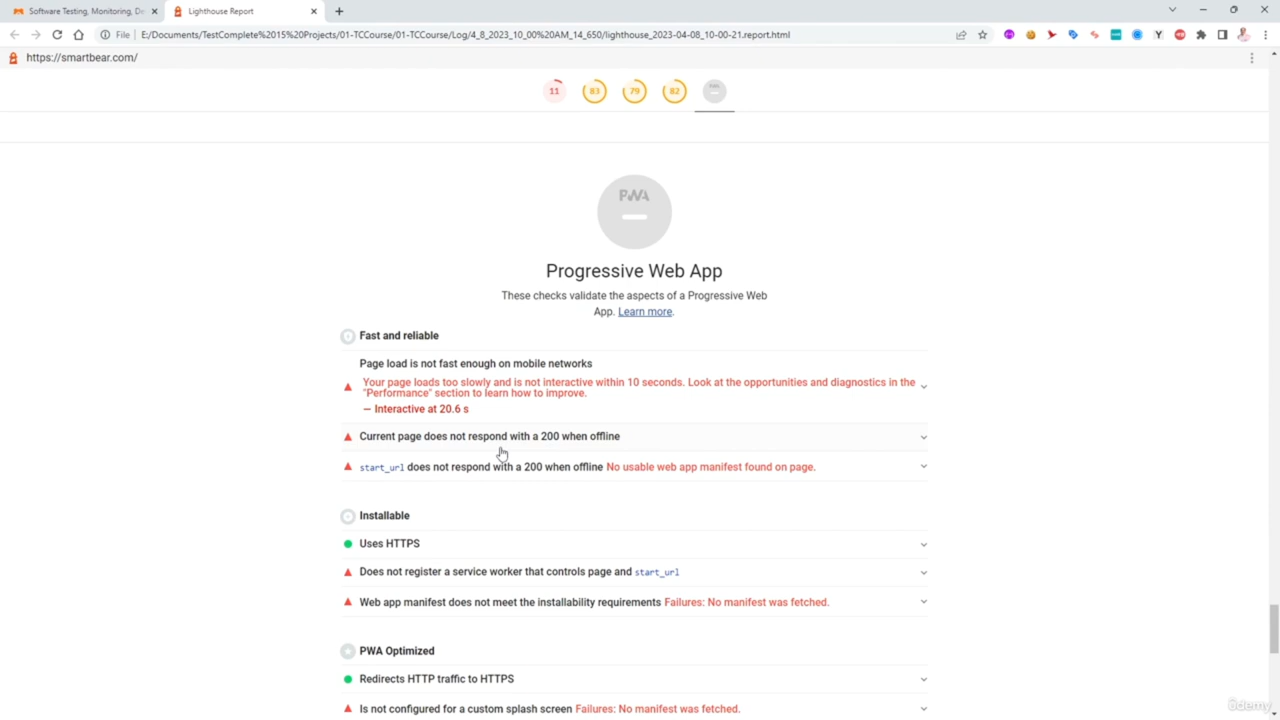 Software Testing, Monitoring, De
Lighthouse Report
File
E:/Documents/TestComplete%2015%20Projects/01-TCCourse/01-TCCourse/Log/4_8_2023_10_00%20AM_14_650/lighthouse_2023-04-08_10-00-21.report.html
https://smartbear.com/
11 83 79 82
PWA
Progressive Web App
These checks validate the aspects of a Progressive Web
App. Learn more.
Fast and reliable
Page load is not fast enough on mobile networks
Your page loads too slowly and is not interactive within 10 seconds. Look at the opportunities and diagnostics in the
"Performance" section to learn how to improve.
— Interactive at 20.6 s
Current page does not respond with a 200 when offline
start_url does not respond with a 200 when offline No usable web app manifest found on page.
Installable
Uses HTTPS
Does not register a service worker that controls page and start_url
Web app manifest does not meet the installability requirements Failures: No manifest was fetched.
PWA Optimized
Redirects HTTP traffic to HTTPS
Is not configured for a custom splash screen Failures: No manifest was fetched.
ûdemy